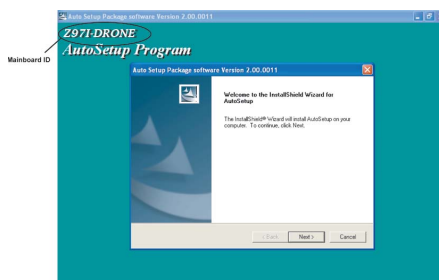 Auto Setup Package software Version 2.00.0011
Z97I-DRONE
AutoSetup Program
Mainboard ID
Auto Setup Package software Version 2.00.0011
Welcome to the InstallShield Wizard for
AutoSetup
The InstallShield® Wizard will install AutoSetup on your
computer. To continue, click Next.
< Back
Next >
Cancel